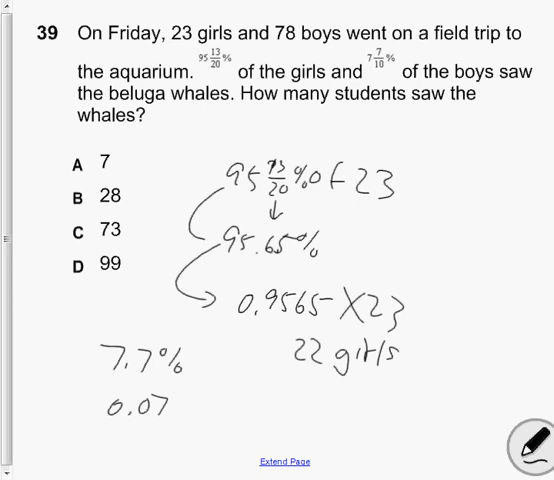 39 On Friday, 23 girls and 78 boys went on a field trip to
the aquarium. 95 13/20 % of the girls and 7 7/10 % of the boys saw
the beluga whales. How many students saw the
whales?
A 7
B 28
C 73
D 99
95 13/20 % of 23
↓
95.65%
0.9565 X 23
22 girls
7.7%
0.07
Extend Page